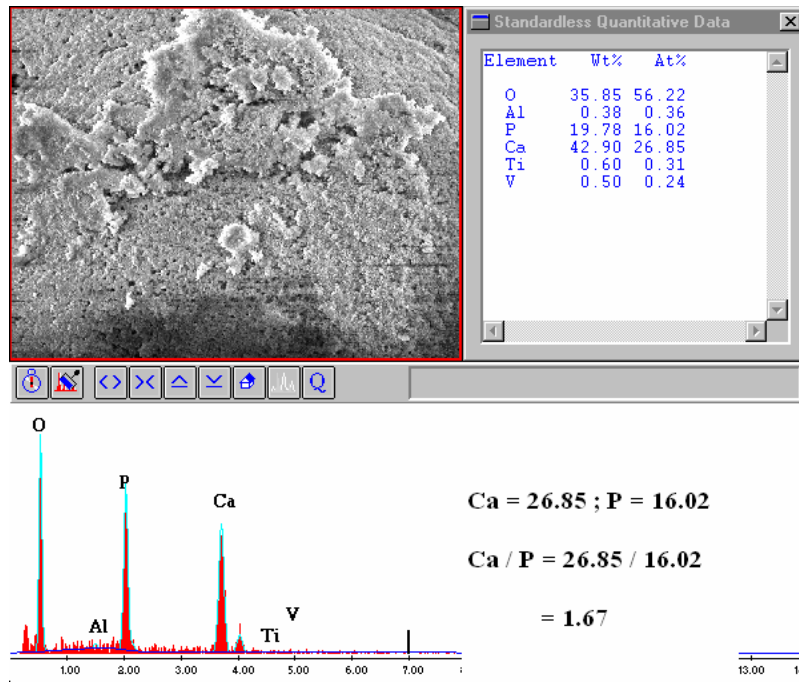 Standardless Quantitative Data
Element Wt% At%
O 35.85 56.22
Al 0.38 0.36
P 19.78 16.02
Ca 42.90 26.85
Ti 0.60 0.31
V 0.50 0.24
Q
O
P
Ca
Al
Ti
V
Ca = 26.85 ; P = 16.02
Ca / P = 26.85 / 16.02
= 1.67
1.00 2.00 3.00 4.00 5.00 6.00 7.00 13.00